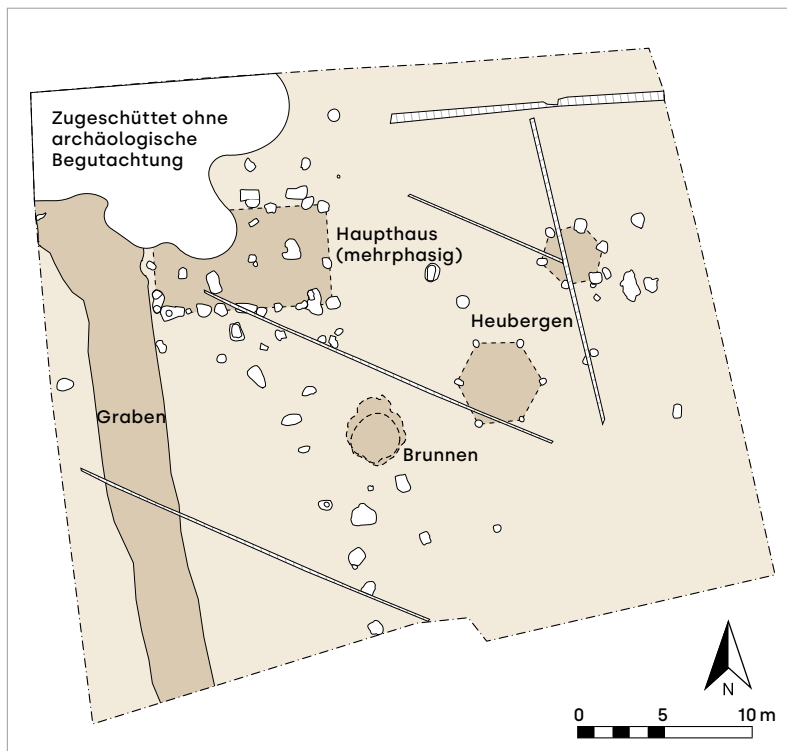 Zugeschüttet ohne
archäologische
Begutachtung
Haupthaus
(mehrphasig)
Heubergen
Graben
Brunnen
N
0 5 10 m